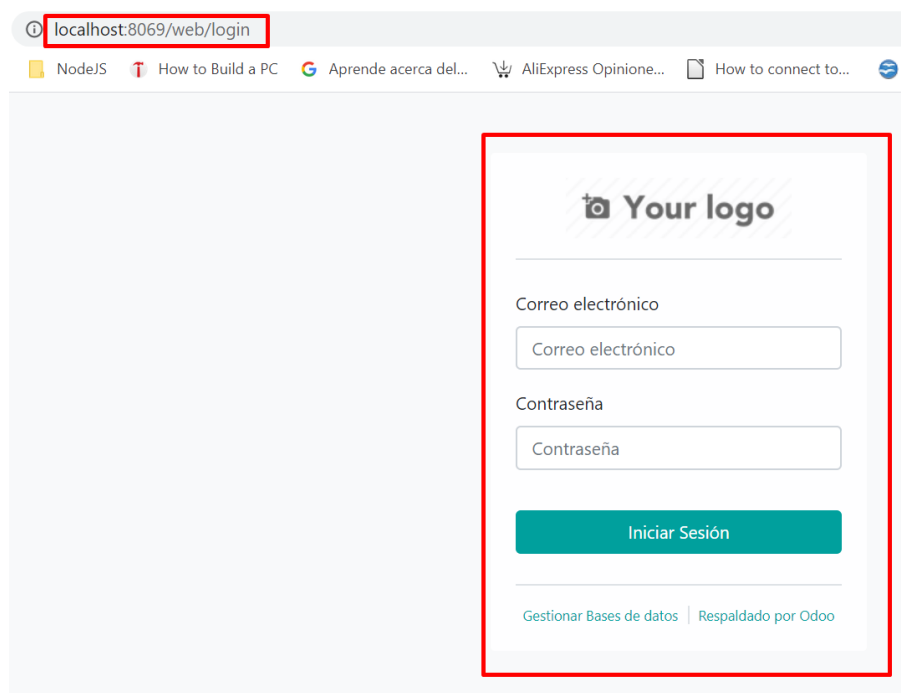 localhost:8069/web/login
NodeJS How to Build a PC Aprende acerca del... AliExpress Opinione... How to connect to...
Your logo
Correo electrónico
Correo electrónico
Contraseña
Contraseña
Iniciar Sesión
Gestionar Bases de datos Respaldado por Odoo